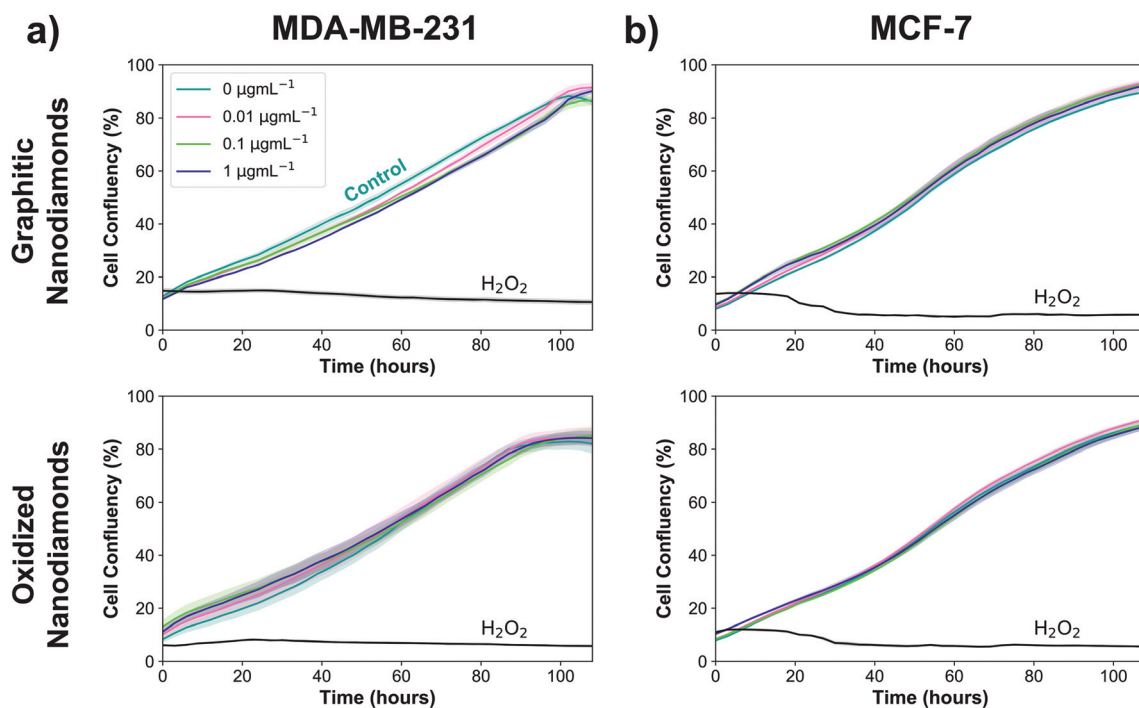 a)
MDA-MB-231
b)
MCF-7
Graphitic
Nanodiamonds
Cell Confluency (%)
100
80
60
40
20
0
0 µgmL⁻¹
0.01 µgmL⁻¹
0.1 µgmL⁻¹
1 µgmL⁻¹
Control
H₂O₂
0 20 40 60 80 100
Time (hours)
Cell Confluency (%)
100
80
60
40
20
0
H₂O₂
0 20 40 60 80 100
Time (hours)
Oxidized
Nanodiamonds
Cell Confluency (%)
100
80
60
40
20
0
H₂O₂
0 20 40 60 80 100
Time (hours)
Cell Confluency (%)
100
80
60
40
20
0
H₂O₂
0 20 40 60 80 100
Time (hours)